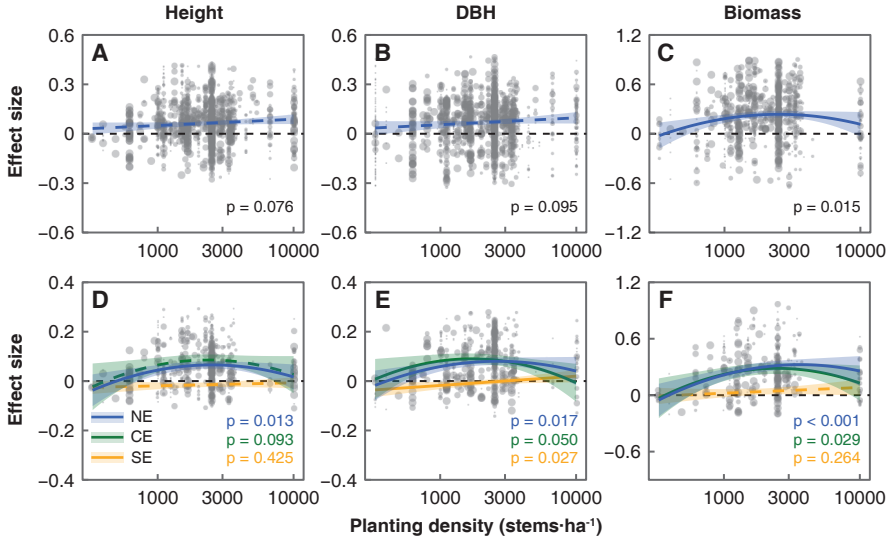 Height DBH Biomass
Effect size
A
0.6
0.3
0
−0.3
−0.6
p = 0.076
1000 3000 10000
B
0.6
0.3
0
−0.3
−0.6
p = 0.095
1000 3000 10000
C
1.2
0.6
0
−0.6
−1.2
p = 0.015
1000 3000 10000
Effect size
D
0.4
0.2
0
−0.2
−0.4
NE
CE
SE
p = 0.013
p = 0.093
p = 0.425
1000 3000 10000
E
0.4
0.2
0
−0.2
−0.4
p = 0.017
p = 0.050
p = 0.027
1000 3000 10000
F
1.2
0.6
0
−0.6
p < 0.001
p = 0.029
p = 0.264
1000 3000 10000
Planting density (stems·ha⁻¹)